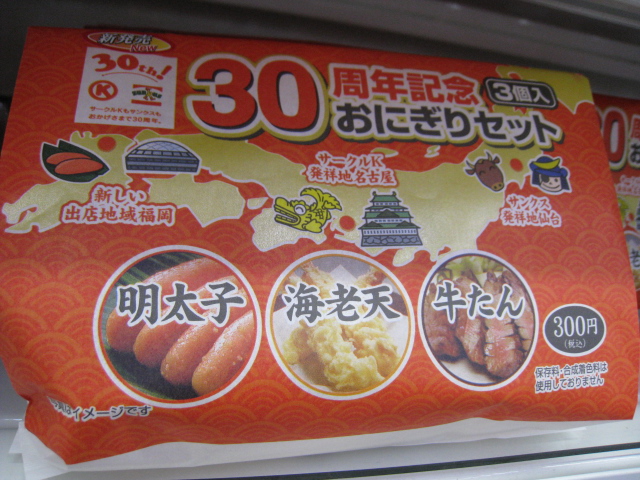 新発売
New
30th!
K
サークルKもサンクスも
おかげさまで30周年。
30周年記念 3個入
おにぎりセット
サークルK
発祥地名古屋
新しい
出店地域福岡
サンクス
発祥地仙台
明太子
海老天
牛たん
300円
(税込)
保存料・合成着色料は
使用しておりません
はイメージです